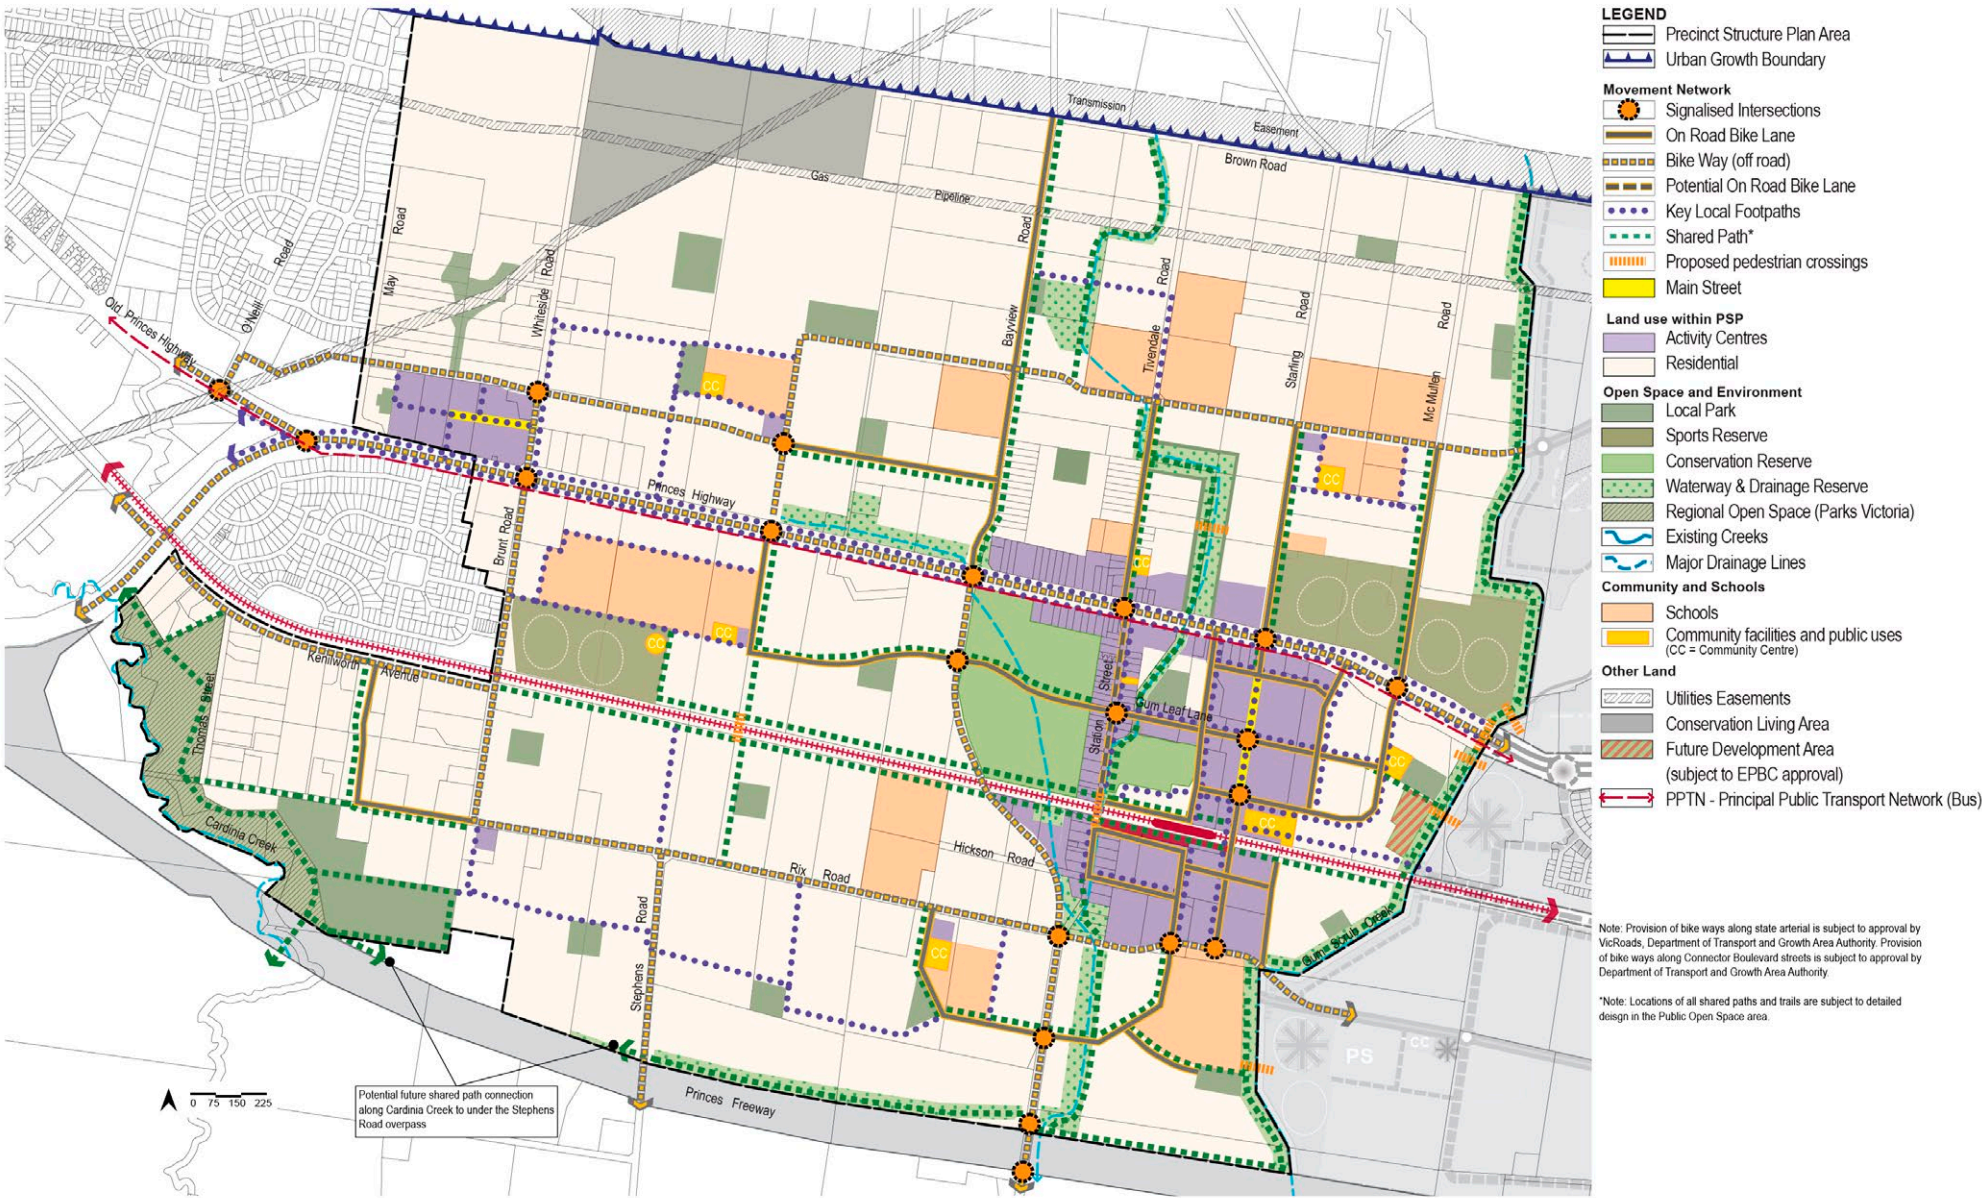 LEGEND
Precinct Structure Plan Area
Urban Growth Boundary
Movement Network
Signalised Intersections
On Road Bike Lane
Bike Way (off road)
Potential On Road Bike Lane
Key Local Footpaths
Shared Path*
Proposed pedestrian crossings
Main Street
Land use within PSP
Activity Centres
Residential
Open Space and Environment
Local Park
Sports Reserve
Conservation Reserve
Waterway & Drainage Reserve
Regional Open Space (Parks Victoria)
Existing Creeks
Major Drainage Lines
Community and Schools
Schools
Community facilities and public uses
(CC = Community Centre)
Other Land
Utilities Easements
Conservation Living Area
Future Development Area
(subject to EPBC approval)
PPTN - Principal Public Transport Network (Bus)
Note: Provision of bike ways along state arterial is subject to approval by
VicRoads, Department of Transport and Growth Area Authority. Provision
of bike ways along Connector Boulevard streets is subject to approval by
Department of Transport and Growth Area Authority.
*Note: Locations of all shared paths and trails are subject to detailed
deisgn in the Public Open Space area.
Transmission
Easement
Brown Road
Gas
Pipeline
May Road
O'Neill Road
Whiteside Road
Bayview Road
Tivendale Road
Starling Road
Mc Mullen Road
Old Princes Highway
CC
CC
Princes Highway
Brunt Road
CC
CC
CC
Kenilworth
Avenue
Thomas Street
Station Street
Gum Leaf Lane
CC
CC
Cardinia Creek
Hickson Road
Rix Road
CC
Stephens Road
Gum Scrub Creek
PS
CC
Princes Freeway
0 75 150 225
Potential future shared path connection
along Cardinia Creek to under the Stephens
Road overpass